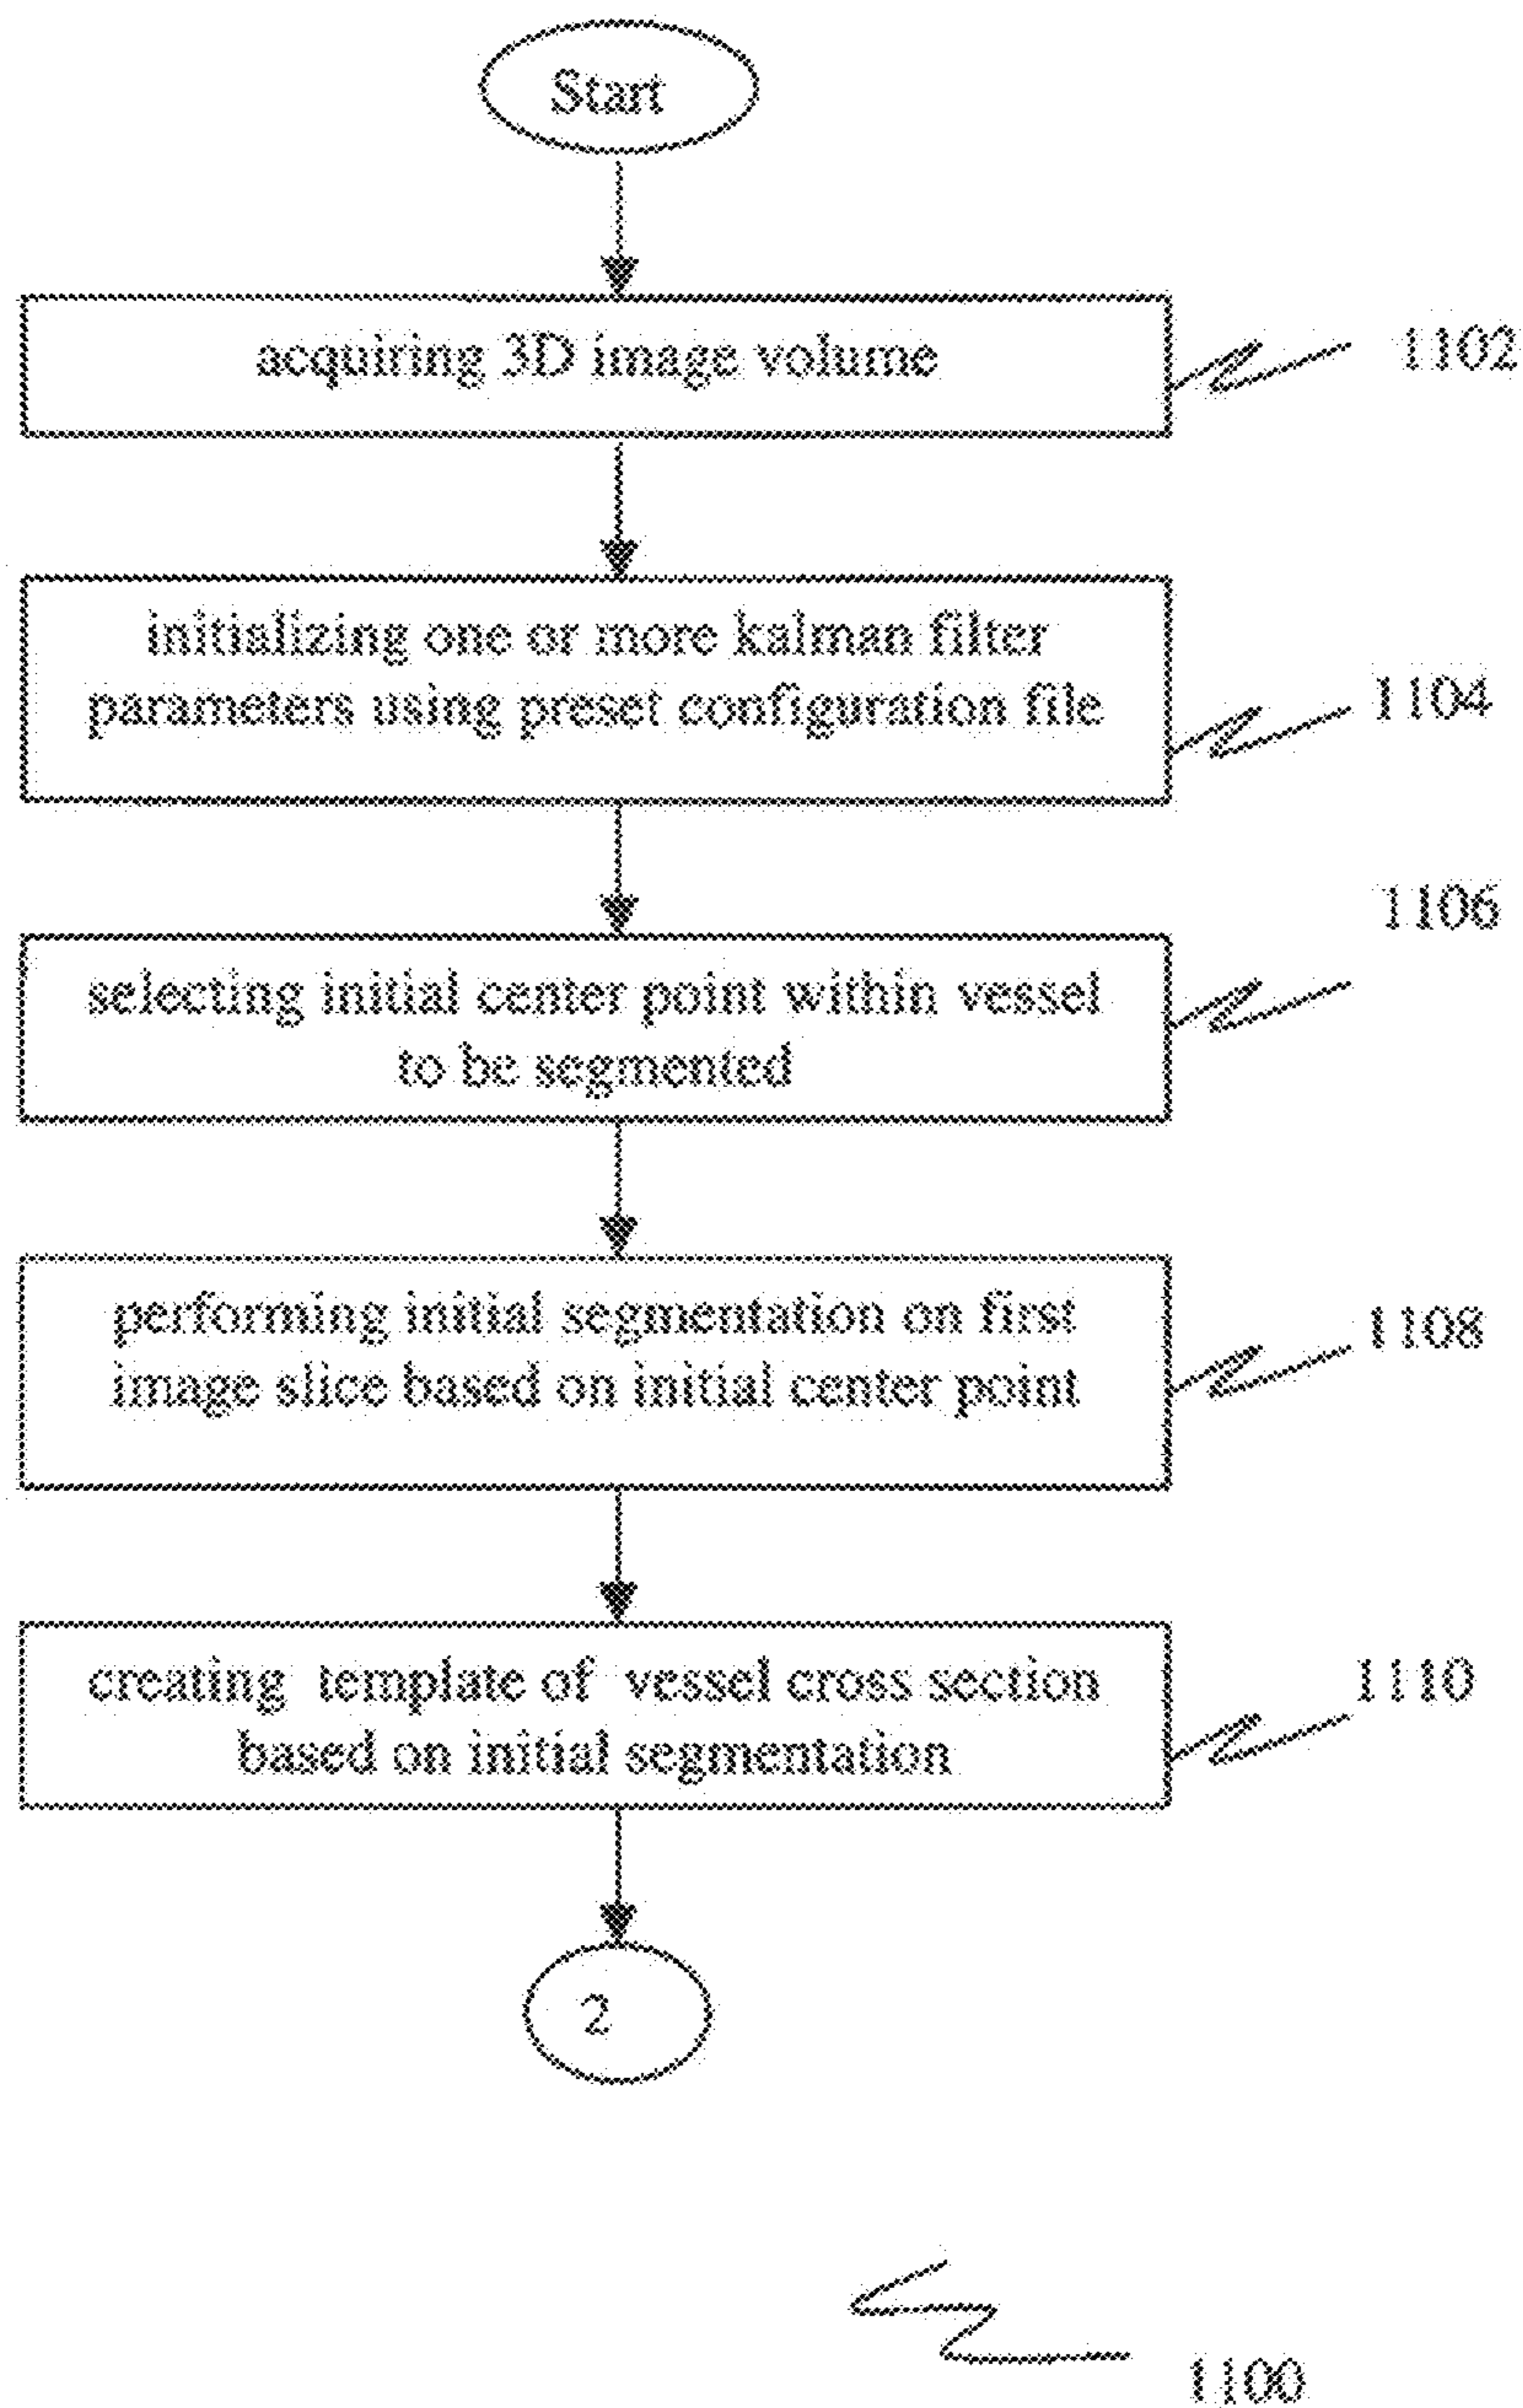 Start
acquiring 3D image volume
1102
initializing one or more kalman filter
parameters using preset configuration file
1104
1106
selecting initial center point within vessel
to be segmented
performing initial segmentation on first
image slice based on initial center point
1108
creating template of vessel cross section
based on initial segmentation
1110
2
1100